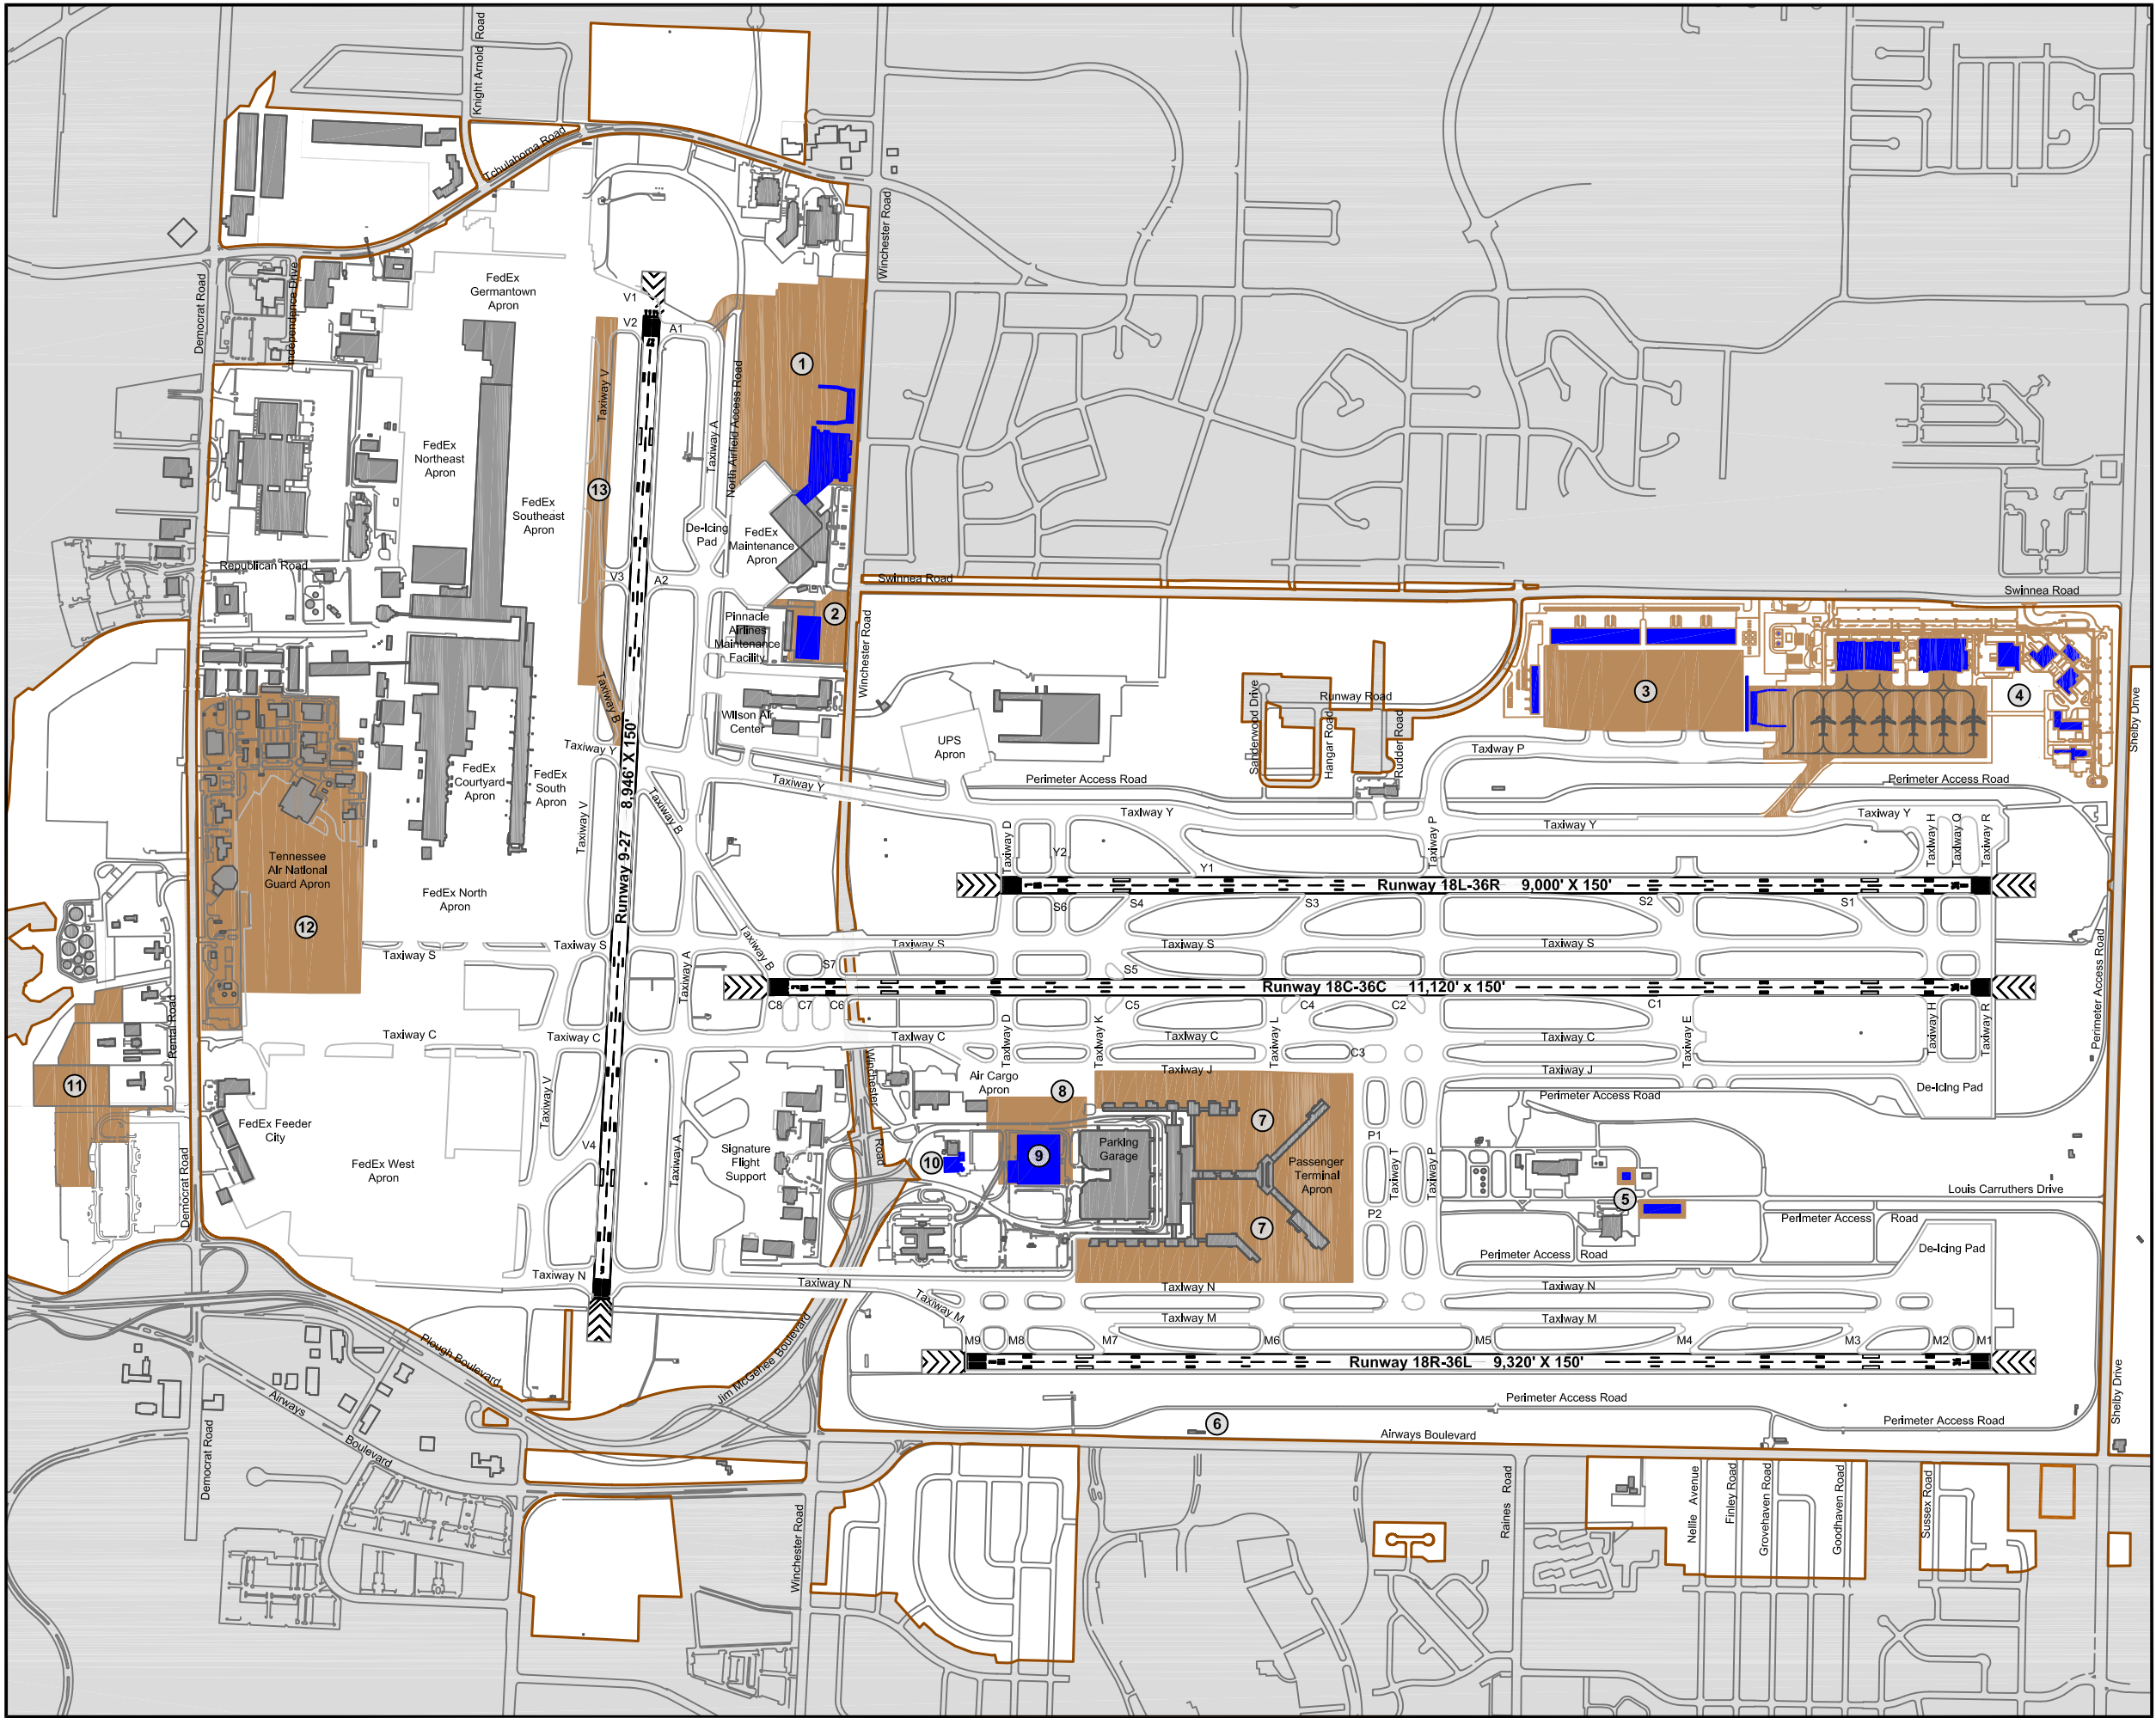 Knight Arnold Road
Tchulahoma Road
Winchester Road
Democrat Road
Independence Drive
FedEx
Germantown
Apron
V1
V2
A1
1
Taxiway V
Taxiway A
North Airfield Access Road
FedEx
Northeast
Apron
13
FedEx
Southeast
Apron
De-Icing
Pad
FedEx
Maintenance
Apron
Republican Road
V3
A2
Swinnea Road
Swinnea Road
2
Pinnacle
Airlines
Maintenance
Facility
Winchester Road
Taxiway B
3
4
Runway Road
Sanderwood Drive
Hangar Road
Rudder Road
Shelby Drive
Wilson Air
Center
UPS
Apron
Taxiway Y
Taxiway P
FedEx
Courtyard
Apron
FedEx
South
Apron
Taxiway Y
Perimeter Access Road
Perimeter Access Road
Taxiway V
Runway 9-27 8,946' X 150'
Taxiway B
Taxiway Y
Taxiway Y
Taxiway Y
Taxiway D
Y2
Y1
Taxiway P
Taxiway H
Taxiway Q
Taxiway R
Tennessee
Air National
Guard Apron
FedEx North
Apron
Runway 18L-36R 9,000' X 150'
S6
S4
S3
S2
S1
12
Taxiway S
Taxiway S
Taxiway A
Taxiway B
Taxiway S
Taxiway S
Taxiway S
S7
S5
Perimeter Access Road
Runway 18C-36C 11,120' x 150'
C8
C7
C6
C5
C4
C2
C1
Taxiway C
Taxiway C
Taxiway C
Taxiway D
Taxiway K
Taxiway C
Taxiway L
C3
Taxiway C
Taxiway E
Taxiway H
Taxiway R
Rental Road
11
Winchester
Road
Air Cargo
Apron
Taxiway J
Taxiway J
De-Icing Pad
8
Perimeter Access Road
FedEx Feeder
City
Taxiway V
7
V4
Taxiway A
Signature
Flight
Support
10
9
Parking
Garage
P1
FedEx West
Apron
Passenger
Terminal
Apron
Taxiway T
Taxiway P
Louis Carruthers Drive
5
Democrat Road
7
P2
Perimeter Access Road
Perimeter Access Road
De-Icing Pad
Taxiway N
Taxiway N
Taxiway N
Taxiway N
Taxiway M
Taxiway M
Taxiway M
M9
M8
M7
M6
M5
M4
M3
M2
M1
Runway 18R-36L 9,320' X 150'
Plough Boulevard
Jim McGehee Boulevard
Airways
Boulevard
Perimeter Access Road
6
Perimeter Access Road
Airways Boulevard
Shelby Drive
Democrat Road
Winchester Road
Raines Road
Nellie Avenue
Finley Road
Grovehaven Road
Goodhaven Road
Sussex Road